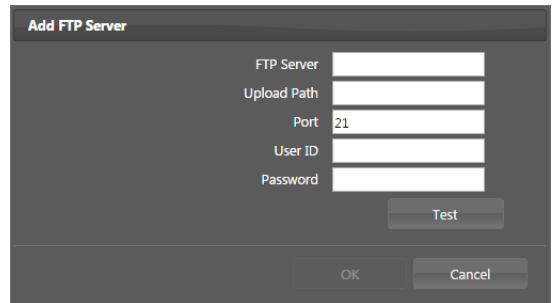 Add FTP Server
FTP Server
Upload Path
Port 21
User ID
Password
Test
OK Cancel